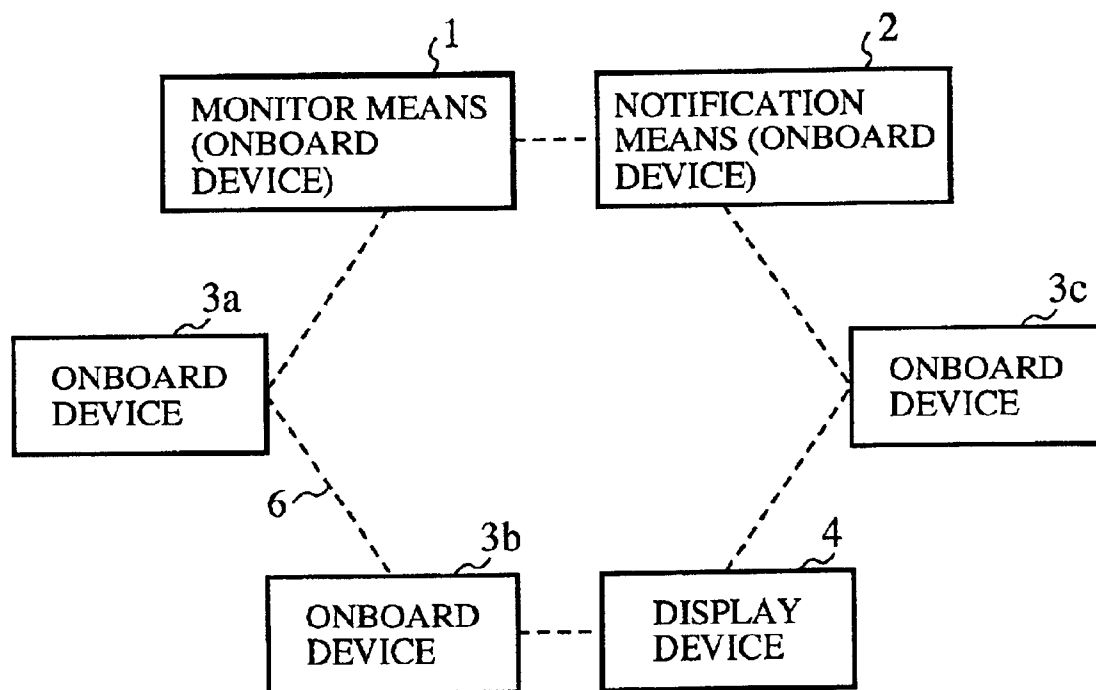 1
MONITOR MEANS
(ONBOARD
DEVICE)
2
NOTIFICATION
MEANS (ONBOARD
DEVICE)
3a
ONBOARD
DEVICE
3c
ONBOARD
DEVICE
6
3b
ONBOARD
DEVICE
4
DISPLAY
DEVICE